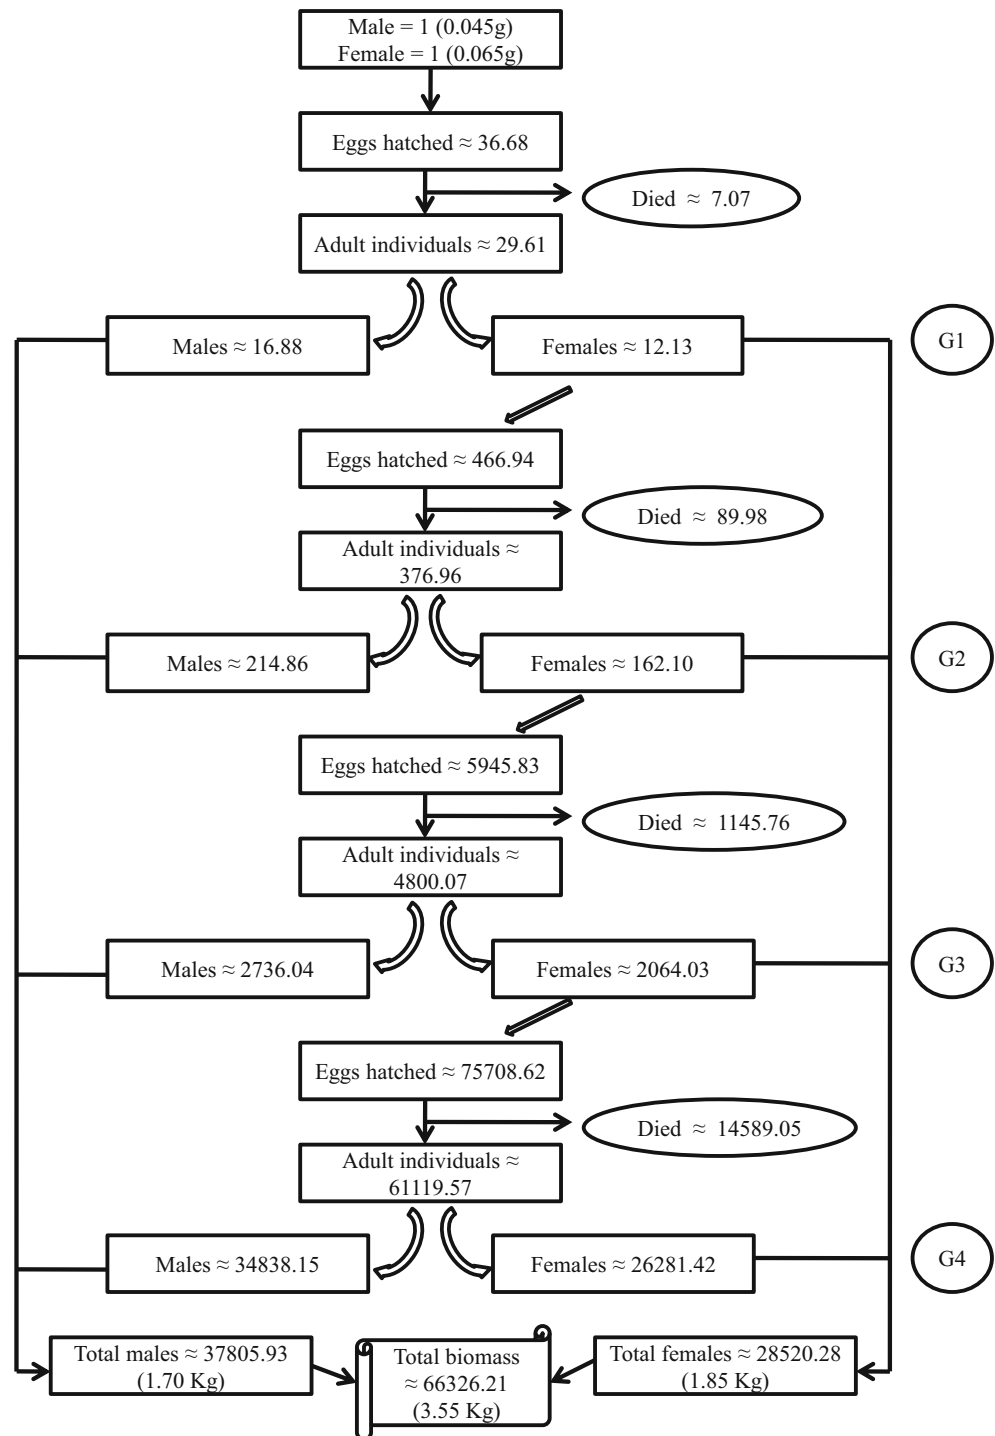 Male = 1 (0.045g)
Female = 1 (0.065g)
Eggs hatched ≈ 36.68
Died ≈ 7.07
Adult individuals ≈ 29.61
Males ≈ 16.88
Females ≈ 12.13
G1
Eggs hatched ≈ 466.94
Died ≈ 89.98
Adult individuals ≈
376.96
Males ≈ 214.86
Females ≈ 162.10
G2
Eggs hatched ≈ 5945.83
Died ≈ 1145.76
Adult individuals ≈
4800.07
Males ≈ 2736.04
Females ≈ 2064.03
G3
Eggs hatched ≈ 75708.62
Died ≈ 14589.05
Adult individuals ≈
61119.57
Males ≈ 34838.15
Females ≈ 26281.42
G4
Total males ≈ 37805.93
(1.70 Kg)
Total biomass
≈ 66326.21
(3.55 Kg)
Total females ≈ 28520.28
(1.85 Kg)